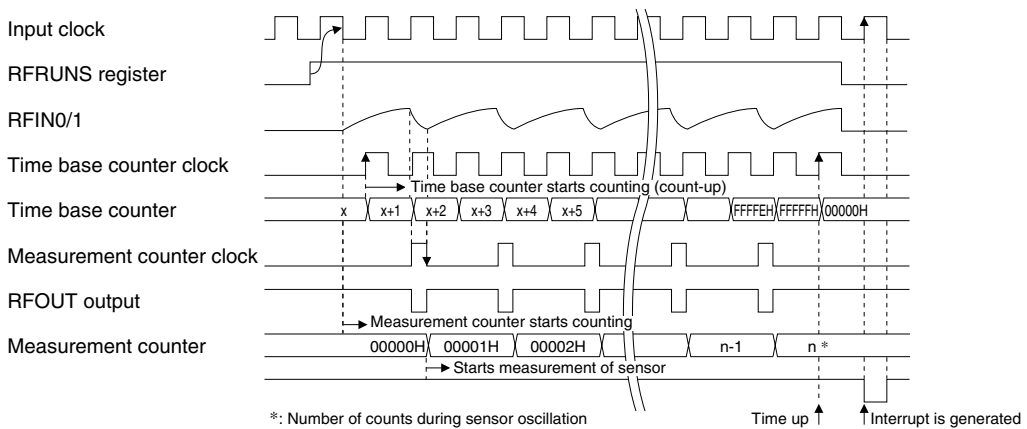 Input clock
RFRUNS register
RFIN0/1
Time base counter clock
Time base counter starts counting (count-up)
Time base counter x x+1 x+2 x+3 x+4 x+5 FFFFEH FFFFFH 00000H
Measurement counter clock
RFOUT output
Measurement counter starts counting
Measurement counter 00000H 00001H 00002H n-1 n *
Starts measurement of sensor
*: Number of counts during sensor oscillation Time up Interrupt is generated